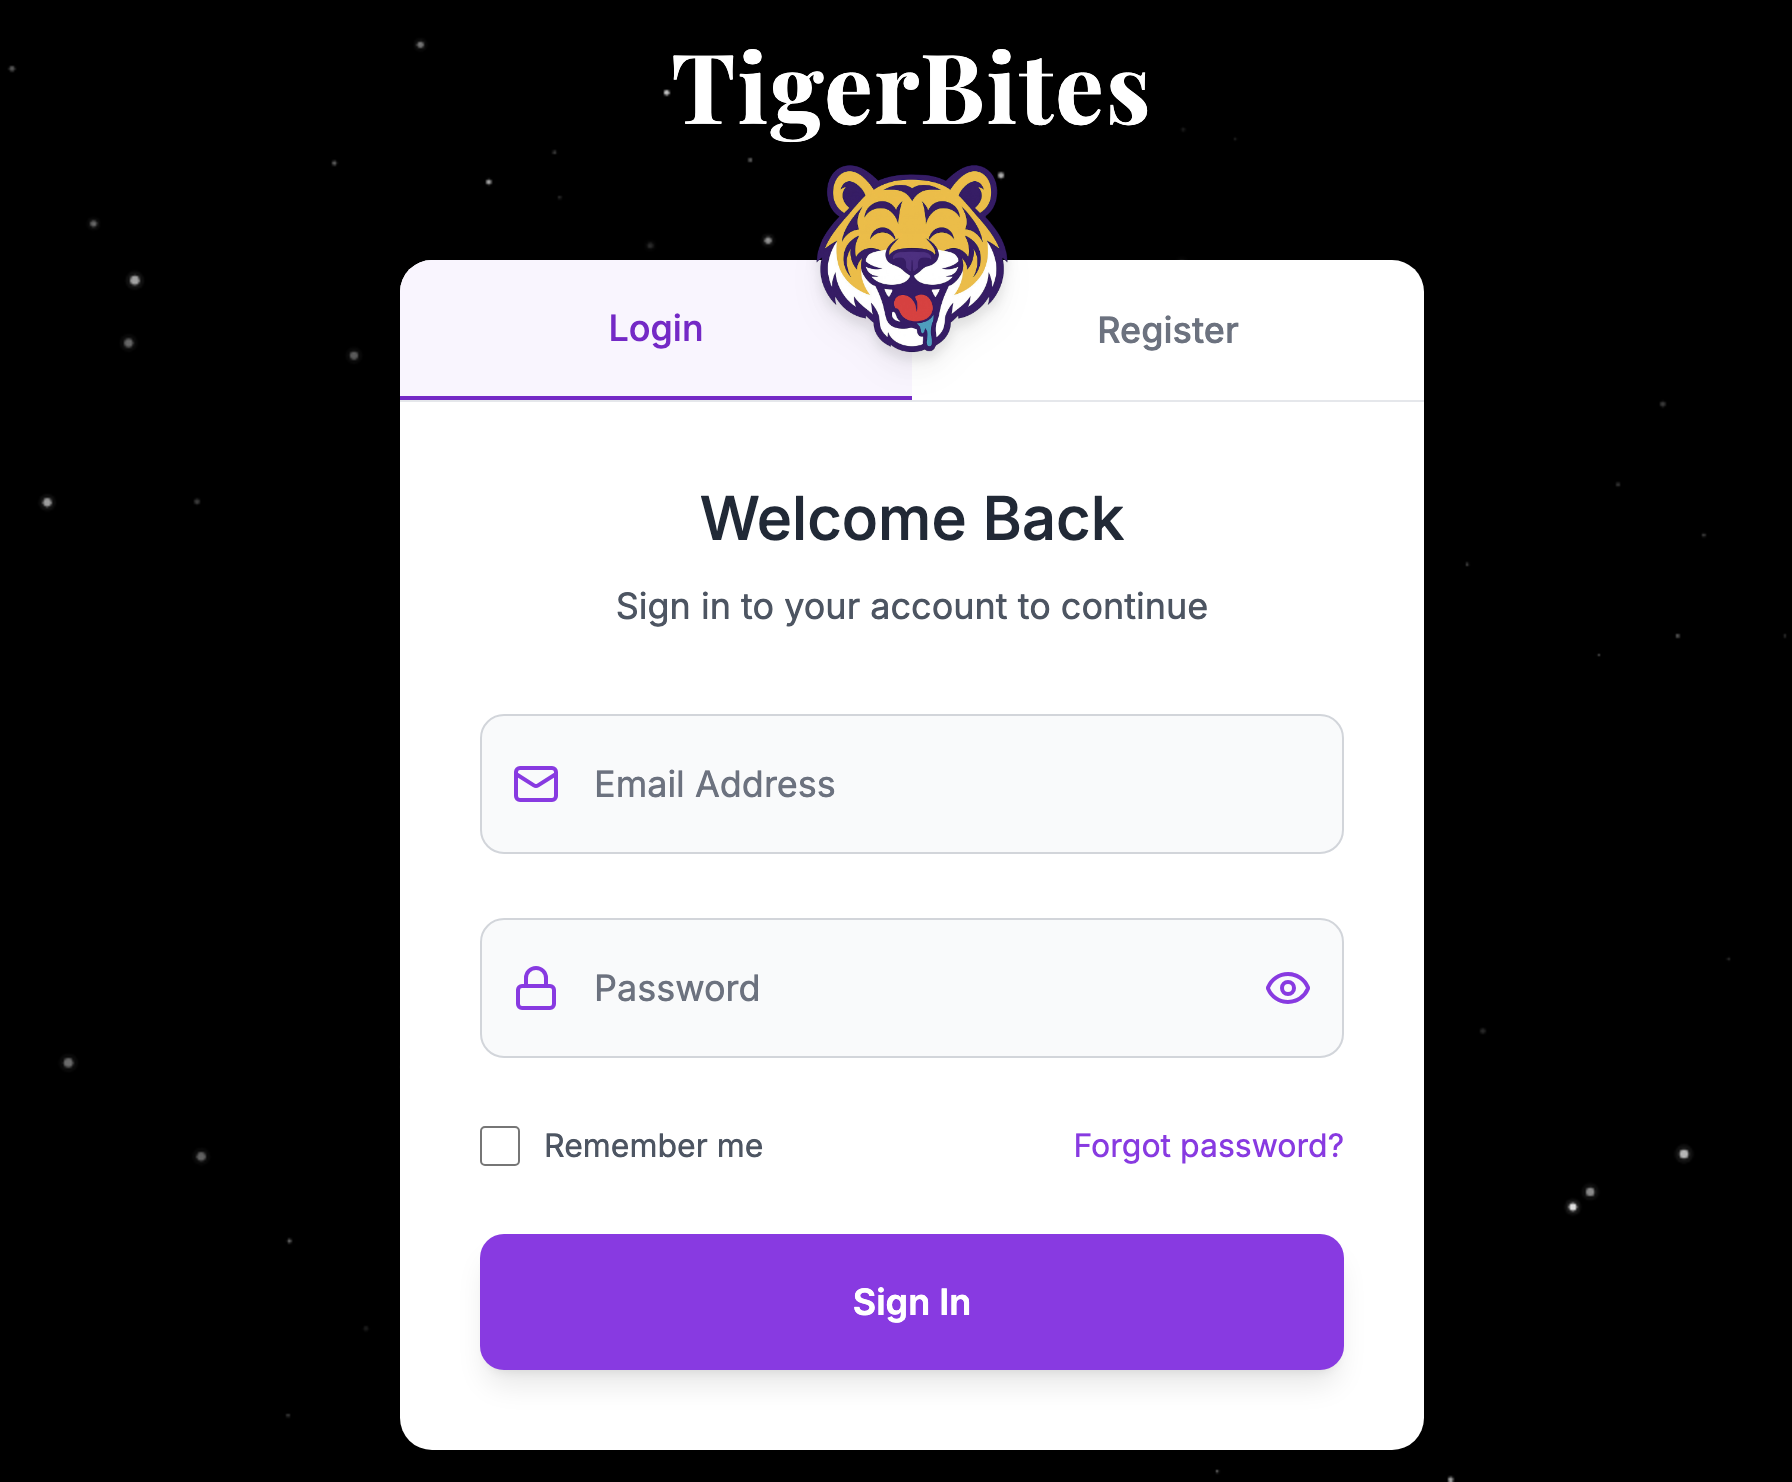 TigerBites
Login
Register
Welcome Back
Sign in to your account to continue
Email Address
Password
Remember me
Forgot password?
Sign In